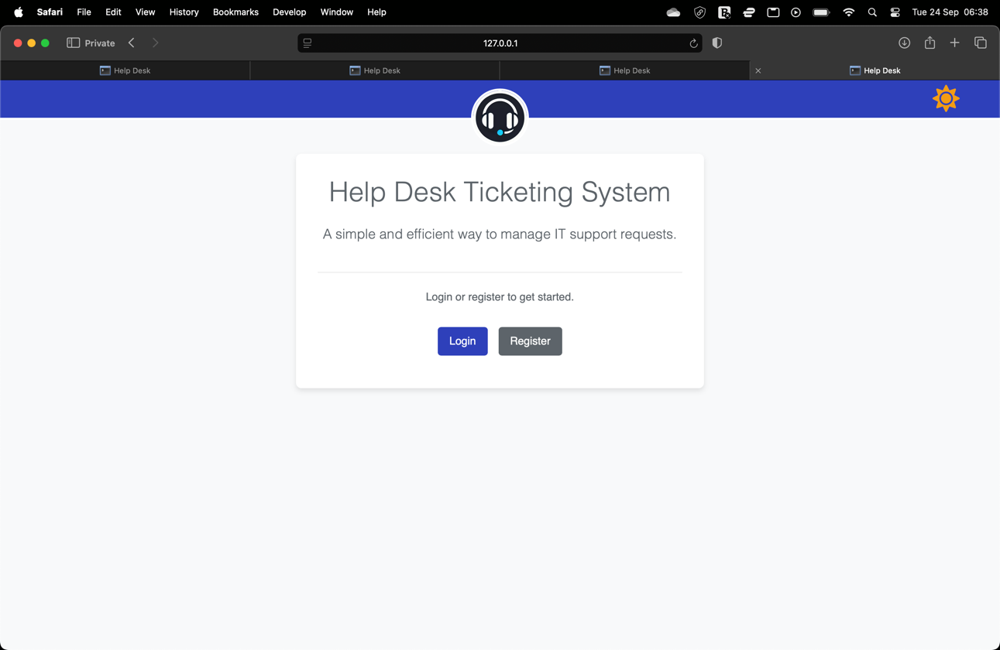 Safari File Edit View History Bookmarks Develop Window Help Tue 24 Sep 06:38
Private 127.0.0.1
Help Desk Help Desk Help Desk Help Desk
Help Desk Ticketing System
A simple and efficient way to manage IT support requests.
Login or register to get started.
Login Register